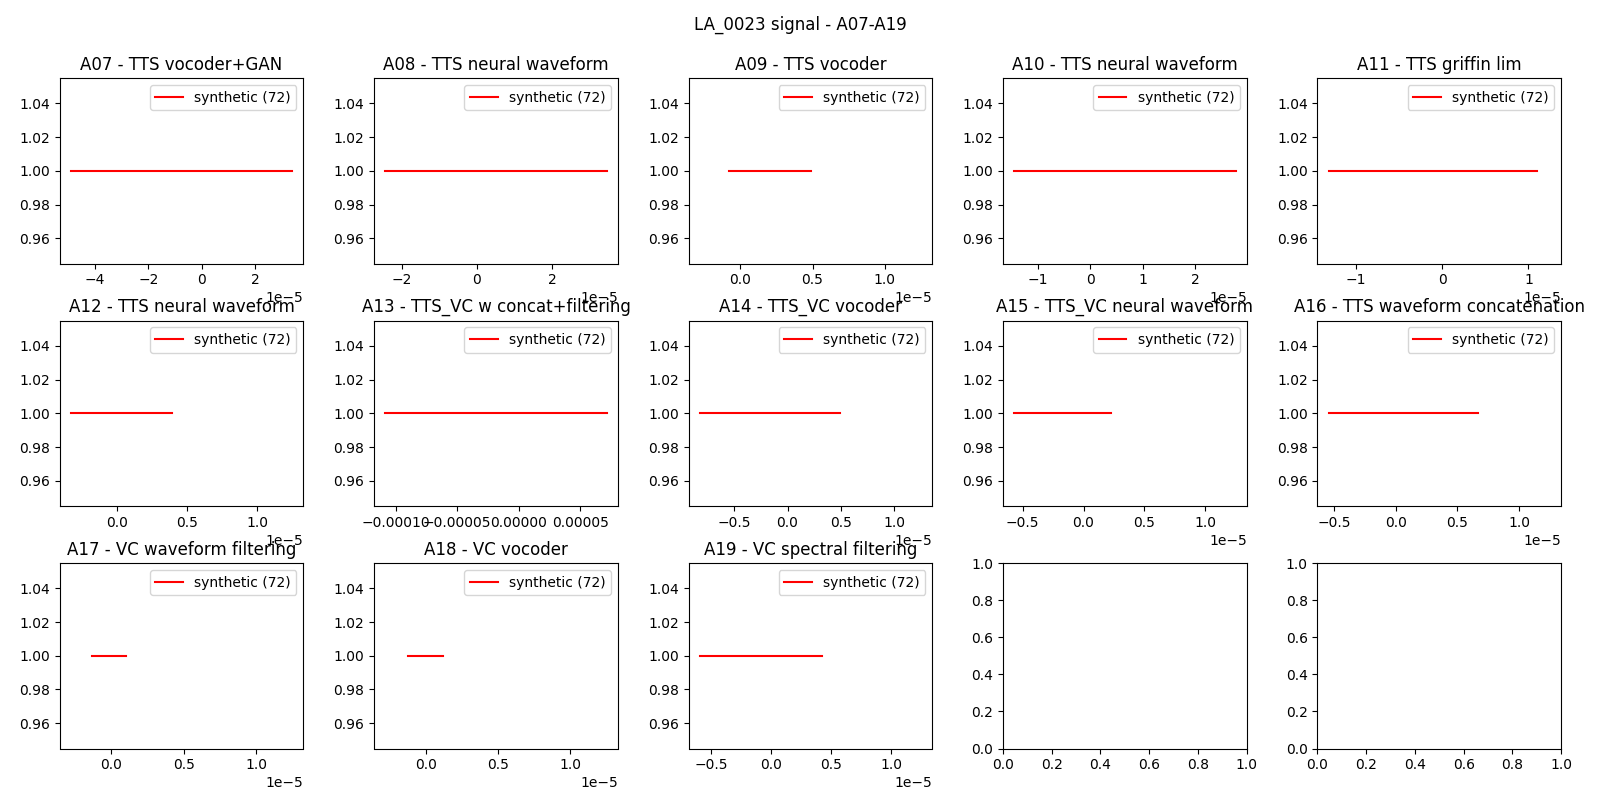 LA_0023 signal - A07-A19
A07 - TTS vocoder+GAN
A08 - TTS neural waveform
A09 - TTS vocoder
A10 - TTS neural waveform
A11 - TTS griffin lim
synthetic (72)
synthetic (72)
synthetic (72)
synthetic (72)
synthetic (72)
1.04 1.04 1.04 1.04 1.04
1.02 1.02 1.02 1.02 1.02
1.00 1.00 1.00 1.00 1.00
0.98 0.98 0.98 0.98 0.98
0.96 0.96 0.96 0.96 0.96
−4 −2 0 2
−2 0 2
0.0 0.5 1.0
−1 0 1 2
−1 0 1
1e−5 1e−5 1e−5 1e−5 1e−5
A12 - TTS neural waveform
A13 - TTS_VC w concat+filtering
A14 - TTS_VC vocoder
A15 - TTS_VC neural waveform
A16 - TTS waveform concatenation
synthetic (72)
synthetic (72)
synthetic (72)
synthetic (72)
synthetic (72)
1.04 1.04 1.04 1.04 1.04
1.02 1.02 1.02 1.02 1.02
1.00 1.00 1.00 1.00 1.00
0.98 0.98 0.98 0.98 0.98
0.96 0.96 0.96 0.96 0.96
0.0 0.5 1.0
−0.00010 −0.00005 0.00000 0.00005
−0.5 0.0 0.5 1.0
−0.5 0.0 0.5 1.0
−0.5 0.0 0.5 1.0
1e−5 1e−5 1e−5 1e−5
A17 - VC waveform filtering
A18 - VC vocoder
A19 - VC spectral filtering
synthetic (72)
synthetic (72)
synthetic (72)
1.04 1.04 1.04 1.0 1.0
1.02 1.02 1.02 0.8 0.8
1.00 1.00 1.00 0.6 0.6
0.98 0.98 0.98 0.4 0.4
0.96 0.96 0.96 0.2 0.2
0.0 0.0
0.0 0.5 1.0
0.0 0.5 1.0
−0.5 0.0 0.5 1.0
0.0 0.2 0.4 0.6 0.8 1.0
0.0 0.2 0.4 0.6 0.8 1.0
1e−5 1e−5 1e−5